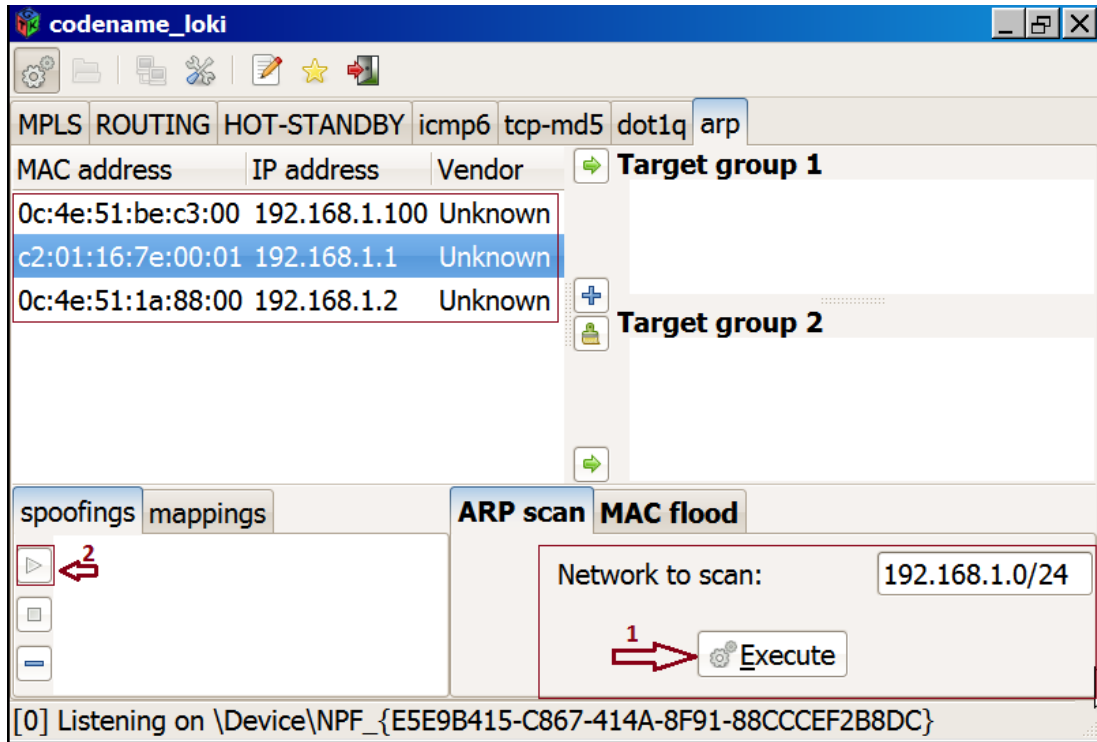 codename_loki
MPLS ROUTING HOT-STANDBY icmp6 tcp-md5 dot1q arp
MAC address IP address Vendor
0c:4e:51:be:c3:00 192.168.1.100 Unknown
c2:01:16:7e:00:01 192.168.1.1 Unknown
0c:4e:51:1a:88:00 192.168.1.2 Unknown
Target group 1
Target group 2
spoofings mappings
2
ARP scan MAC flood
Network to scan: 192.168.1.0/24
1
Execute
[0] Listening on \Device\NPF_{E5E9B415-C867-414A-8F91-88CCCEF2B8DC}